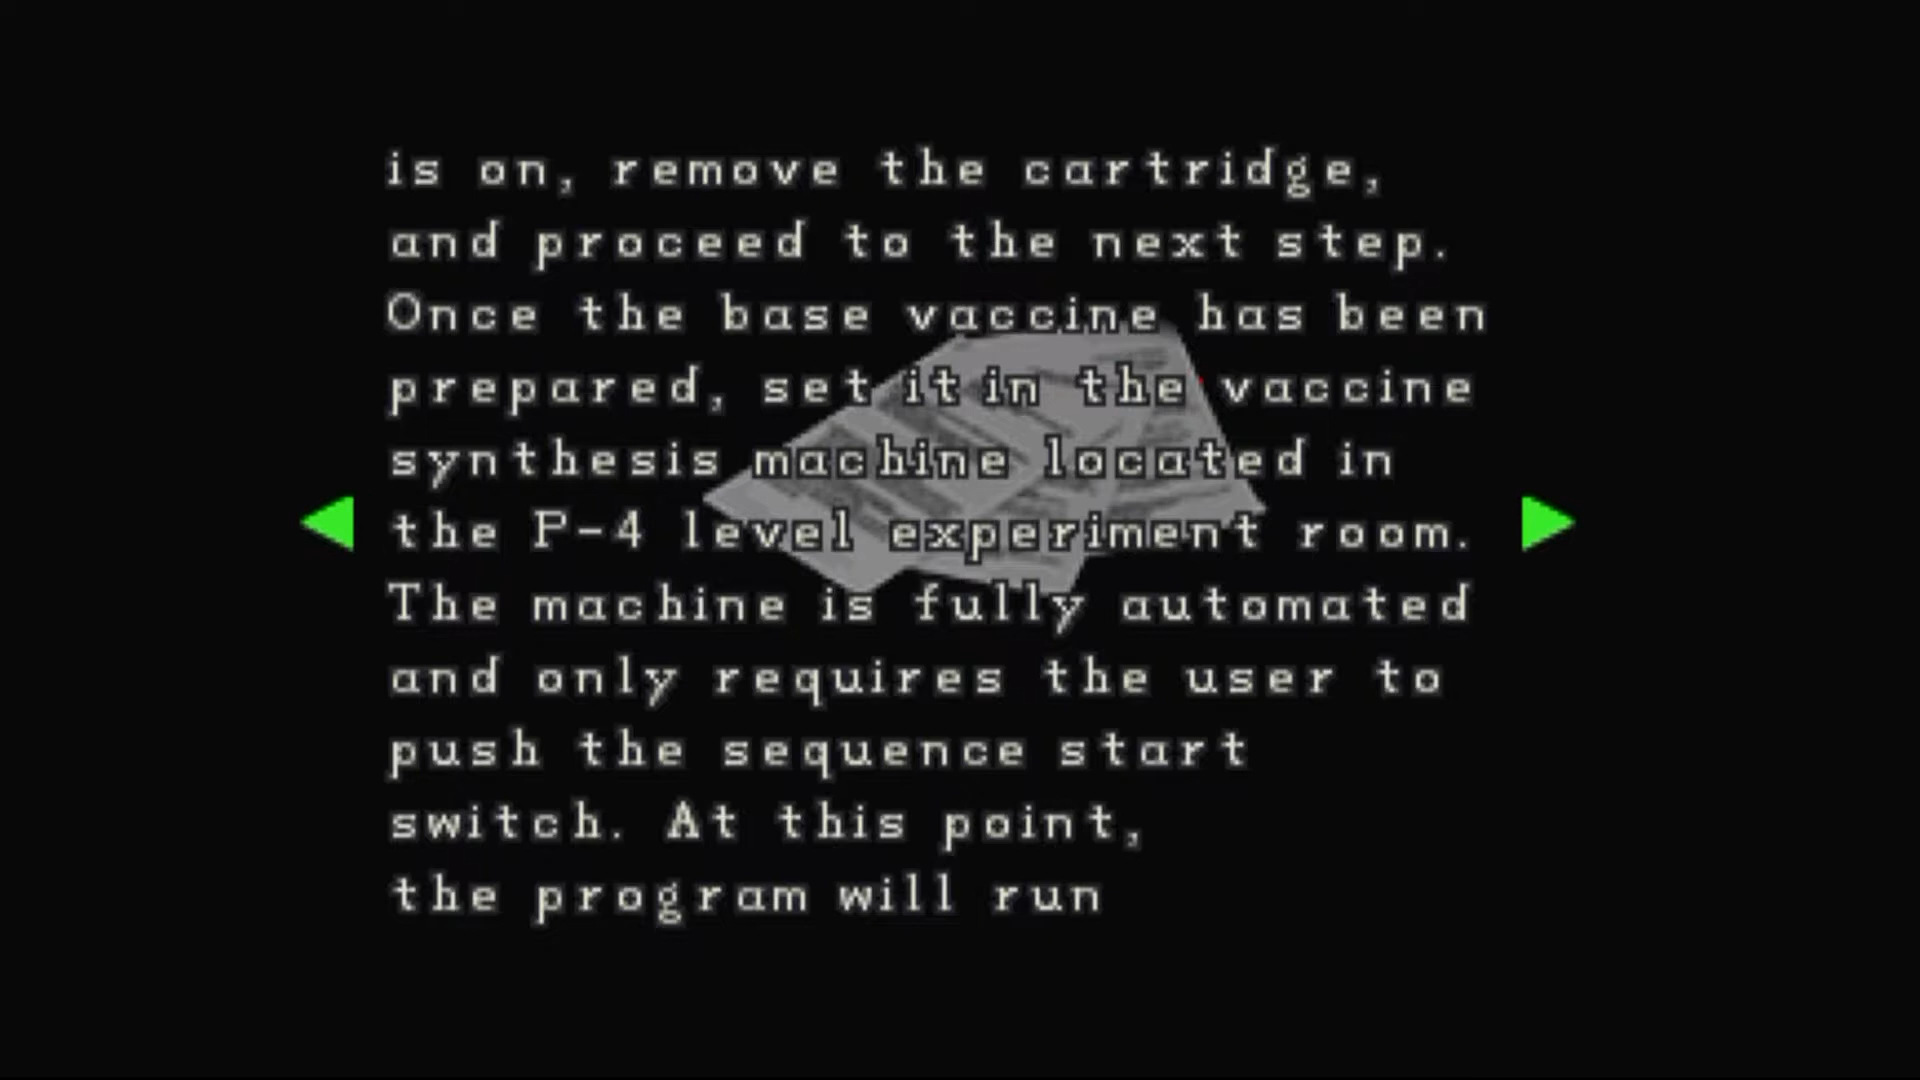 is on, remove the cartridge,
and proceed to the next step.
Once the base vaccine has been
prepared, set it in the vaccine
synthesis machine located in
the P-4 level experiment room.
The machine is fully automated
and only requires the user to
push the sequence start
switch. At this point,
the program will run